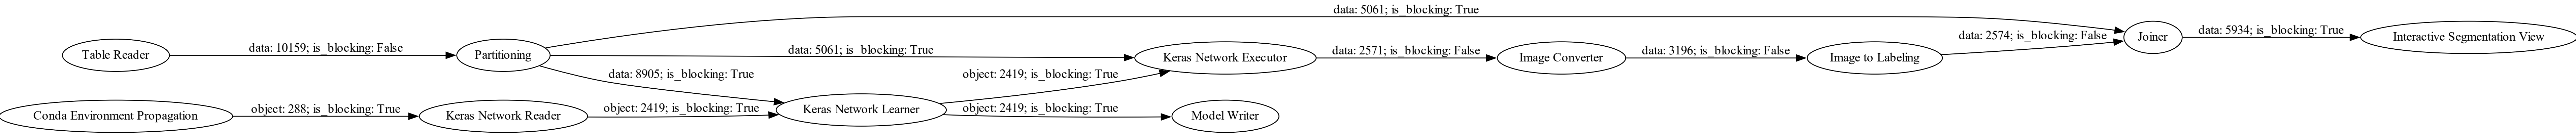 data: 5061; is_blocking: True
Table Reader
data: 10159; is_blocking: False
Partitioning
data: 5061; is_blocking: True
Keras Network Executor
data: 2571; is_blocking: False
Image Converter
data: 3196; is_blocking: False
Image to Labeling
data: 2574; is_blocking: False
Joiner
data: 5934; is_blocking: True
Interactive Segmentation View
data: 8905; is_blocking: True
object: 2419; is_blocking: True
Conda Environment Propagation
object: 288; is_blocking: True
Keras Network Reader
object: 2419; is_blocking: True
Keras Network Learner
object: 2419; is_blocking: True
Model Writer